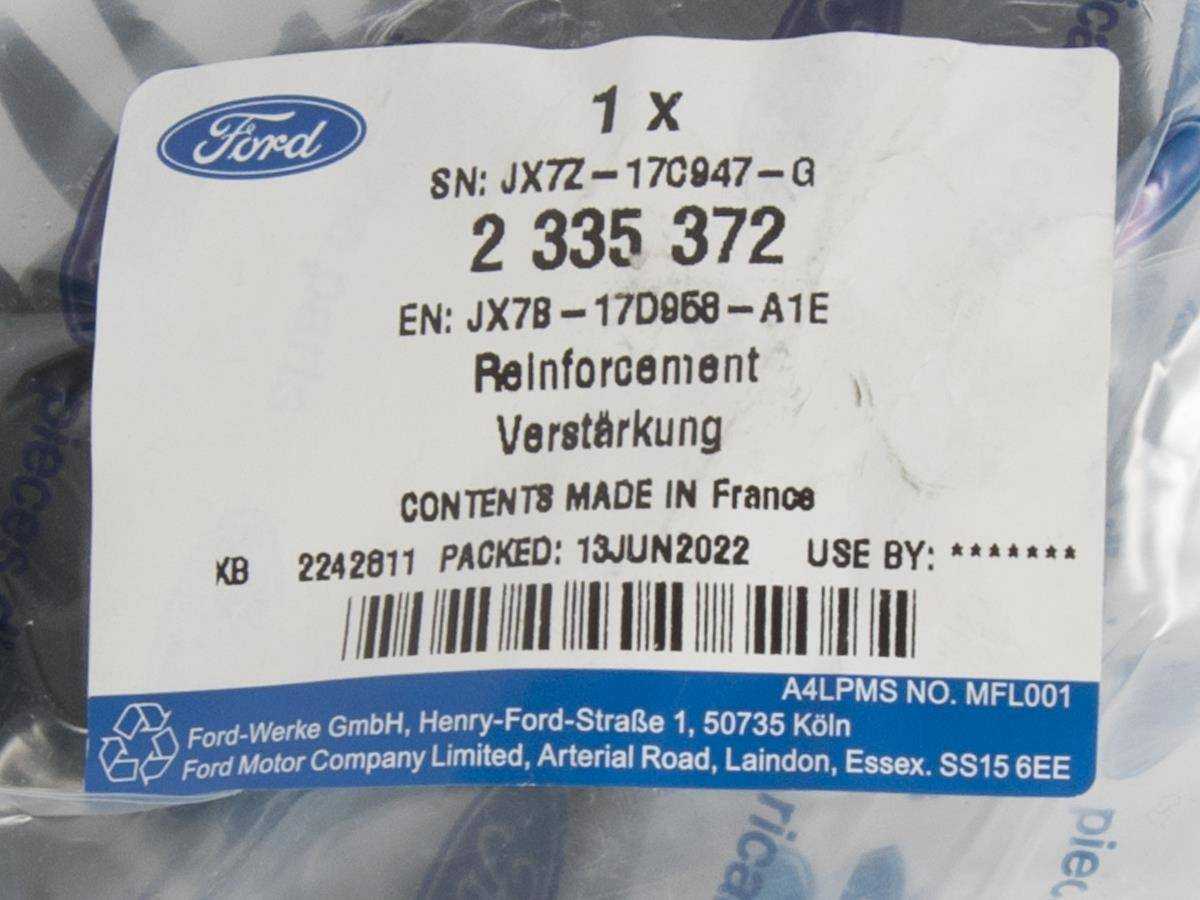 Ford
1 x
SN: JX7Z-17C947-G
2 335 372
EN: JX7B-17D958-A1E
Reinforcement
Verstärkung
CONTENTS MADE IN France
KB 2242811 PACKED: 13JUN2022 USE BY: *******
A4LPMS NO. MFL001
Ford-Werke GmbH, Henry-Ford-Straße 1, 50735 Köln
Ford Motor Company Limited, Arterial Road, Laindon, Essex. SS15 6EE
pieces d'